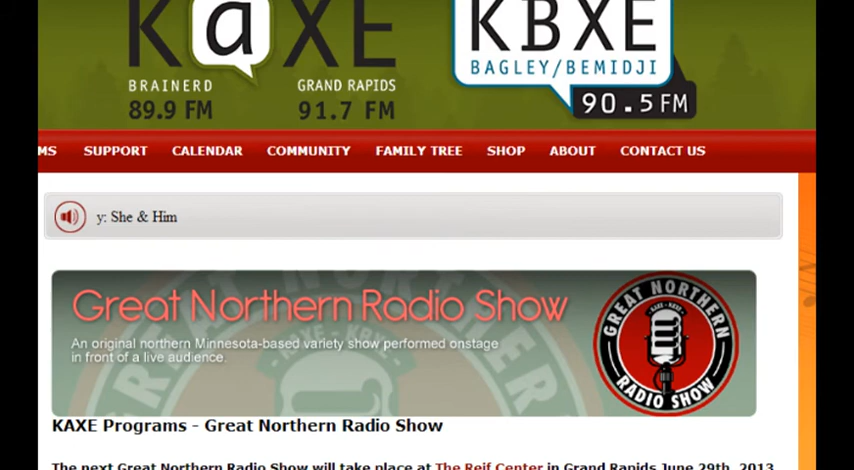 KAXE
KBXE
BRAINERD
GRAND RAPIDS
BAGLEY/BEMIDJI
89.9 FM
91.7 FM
90.5 FM
MS SUPPORT CALENDAR COMMUNITY FAMILY TREE SHOP ABOUT CONTACT US
y: She & Him
Great Northern Radio Show
An original northern Minnesota-based variety show performed onstage
in front of a live audience.
GREAT NORTHERN
KAXE - KBXE
RADIO SHOW
KAXE Programs - Great Northern Radio Show
The next Great Northern Radio Show will take place at The Reif Center in Grand Rapids June 29th, 2013